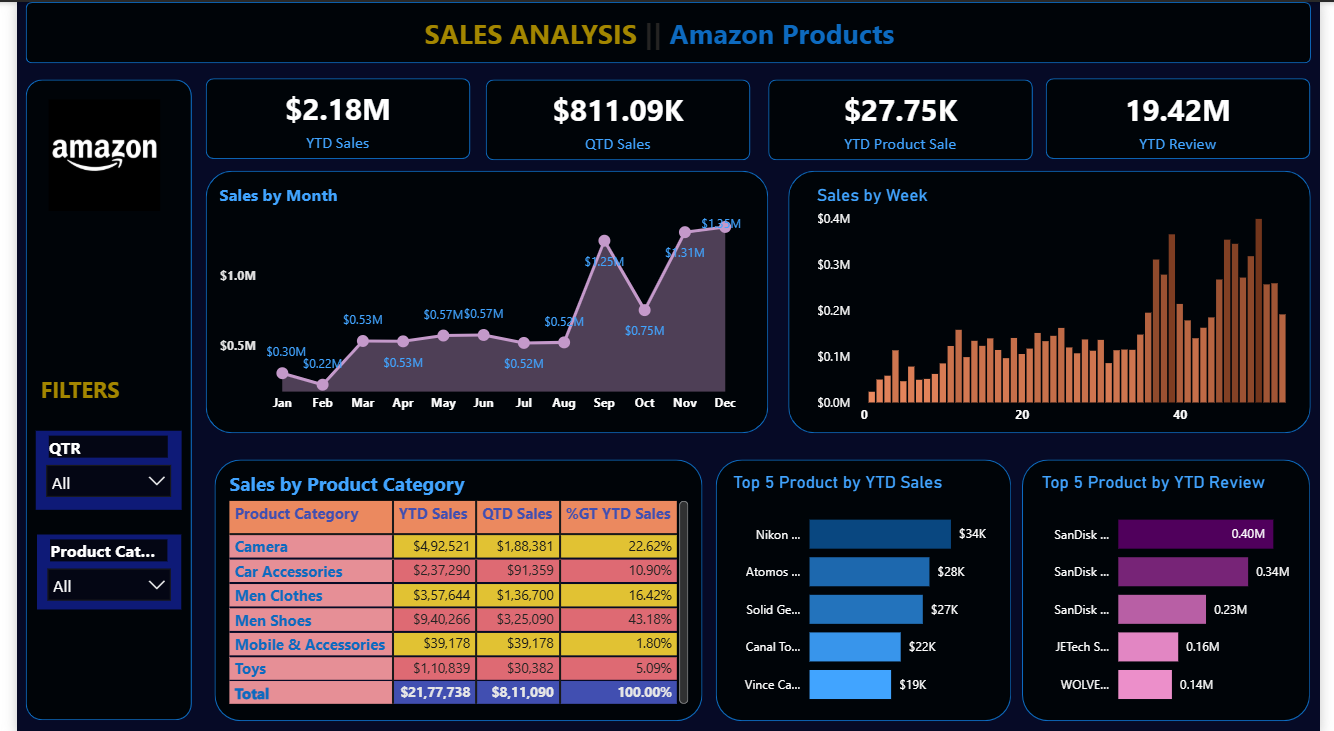 SALES ANALYSIS || Amazon Products
amazon
FILTERS
QTR
All
Product Cat...
All
$2.18M
YTD Sales
$811.09K
QTD Sales
$27.75K
YTD Product Sale
19.42M
YTD Review
Sales by Month
$1.0M
$0.5M
$0.30M
$0.22M
$0.53M
$0.53M
$0.57M
$0.57M
$0.52M
$0.52M
$1.25M
$0.75M
$1.31M
$1.35M
Jan Feb Mar Apr May Jun Jul Aug Sep Oct Nov Dec
Sales by Week
$0.4M
$0.3M
$0.2M
$0.1M
$0.0M
0 20 40
Sales by Product Category
Product Category YTD Sales QTD Sales %GT YTD Sales
Camera $4,92,521 $1,88,381 22.62%
Car Accessories $2,37,290 $91,359 10.90%
Men Clothes $3,57,644 $1,36,700 16.42%
Men Shoes $9,40,266 $3,25,090 43.18%
Mobile & Accessories $39,178 $39,178 1.80%
Toys $1,10,839 $30,382 5.09%
Total $21,77,738 $8,11,090 100.00%
Top 5 Product by YTD Sales
Nikon ... $34K
Atomos ... $28K
Solid Ge... $27K
Canal To... $22K
Vince Ca... $19K
Top 5 Product by YTD Review
SanDisk ... 0.40M
SanDisk ... 0.34M
SanDisk ... 0.23M
JETech S... 0.16M
WOLVE... 0.14M